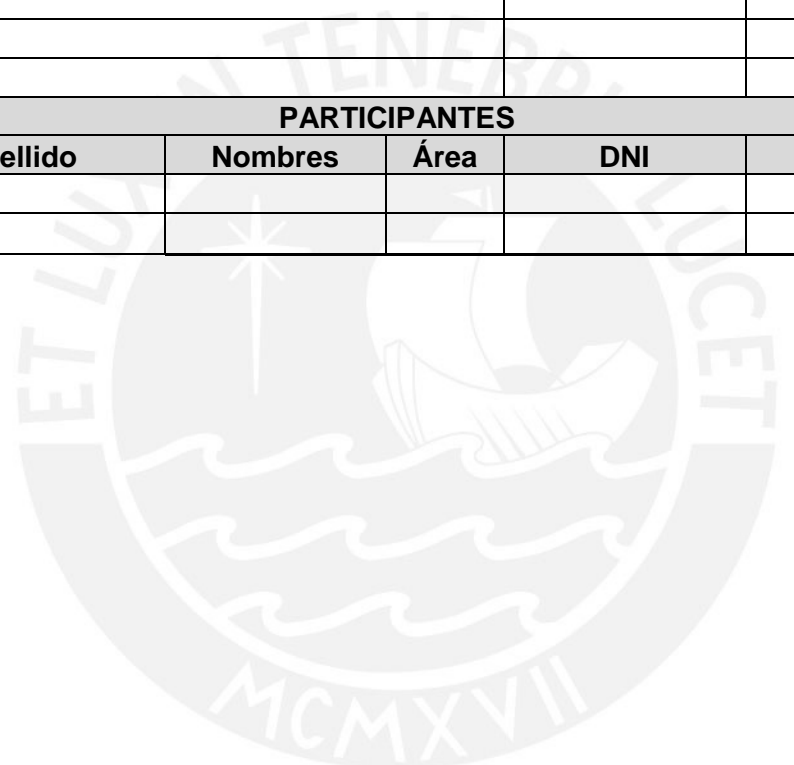 PARTICIPANTES
ellido Nombres Área DNI
ET LUX IN TENEBRIS LUCET
MCMXVII